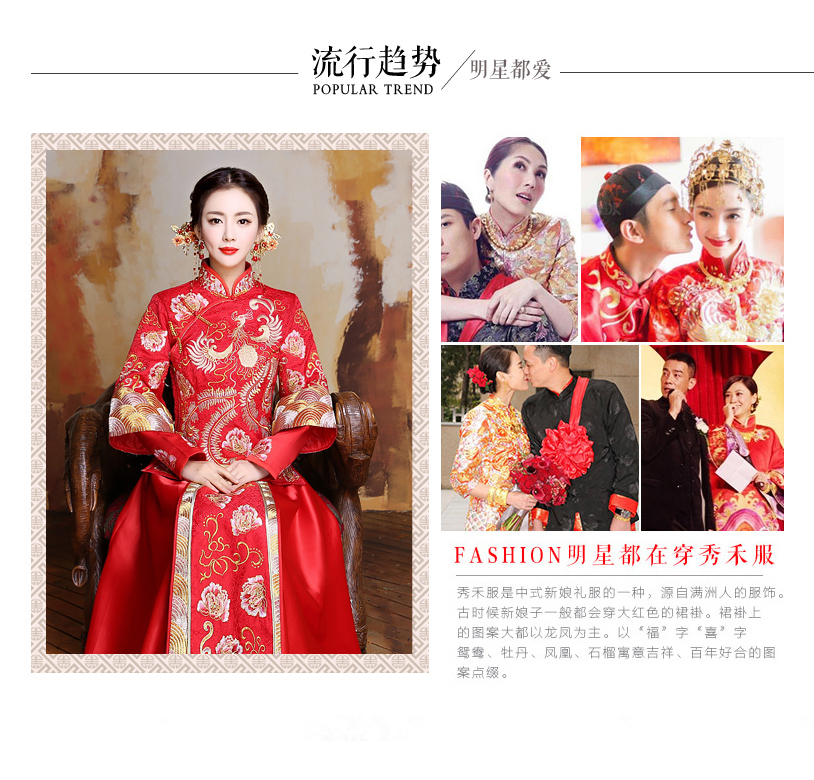 流行趋势
POPULAR TREND
明星都爱
FASHION明星都在穿秀禾服
秀禾服是中式新娘礼服的一种，源自满洲人的服饰。
古时候新娘子一般都会穿大红色的裙褂。裙褂上
的图案大都以龙凤为主。以“福”字“喜”字
鸳鸯、牡丹、凤凰、石榴寓意吉祥、百年好合的图
案点缀。